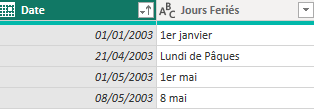 Date ABC Jours Feriés
01/01/2003 1er janvier
21/04/2003 Lundi de Pâques
01/05/2003 1er mai
08/05/2003 8 mai